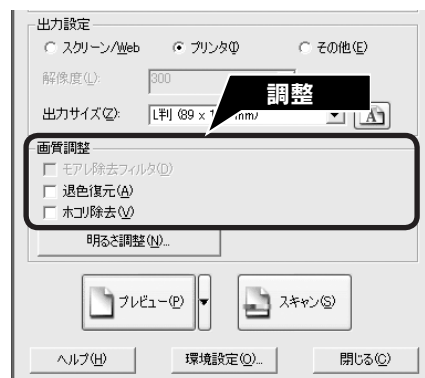 出力設定
スクリーン/Web プリンタ(I) その他(E)
解像度(L): 300
調整
出力サイズ(Z): L判 (89 x 1 mm) A
画質調整
モアレ除去フィルタ(D)
退色復元(A)
ホコリ除去(V)
明るさ調整(N)...
プレビュー(P) スキャン(S)
ヘルプ(H) 環境設定(O)... 閉じる(C)